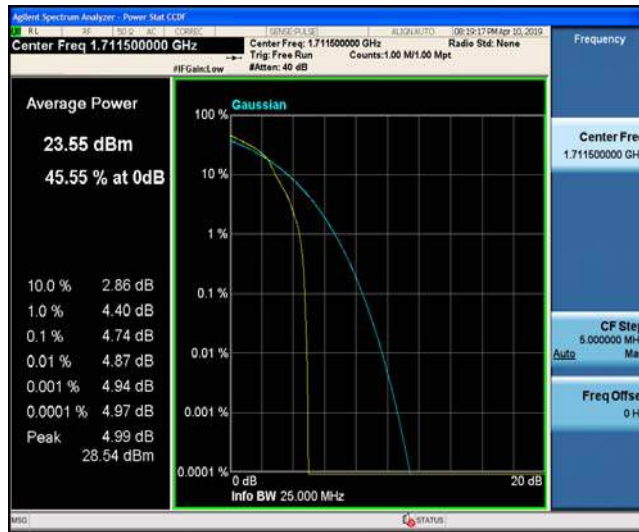 Agilent Spectrum Analyzer - Power Stat CCDF
RL RF 50 Ω AC CORREC SENSE:PULSE ALIGN AUTO 08:19:17 PM Apr 10, 2019
Center Freq 1.711500000 GHz
Center Freq: 1.711500000 GHz
Radio Std: None
Trig: Free Run
Counts:1.00 M/1.00 Mpt
#IFGain:Low
#Atten: 40 dB
Frequency
Average Power
23.55 dBm
45.55 % at 0dB
10.0 % 2.86 dB
1.0 % 4.40 dB
0.1 % 4.74 dB
0.01 % 4.87 dB
0.001 % 4.94 dB
0.0001 % 4.97 dB
Peak 4.99 dB
28.54 dBm
Gaussian
100 %
10 %
1 %
0.1 %
0.01 %
0.001 %
0.0001 %
0 dB
20 dB
Info BW 25.000 MHz
Center Fre
1.711500000 GH
CF Ste
5.000000 MH
Auto Ma
Freq Offse
0 H
MSG
STATUS